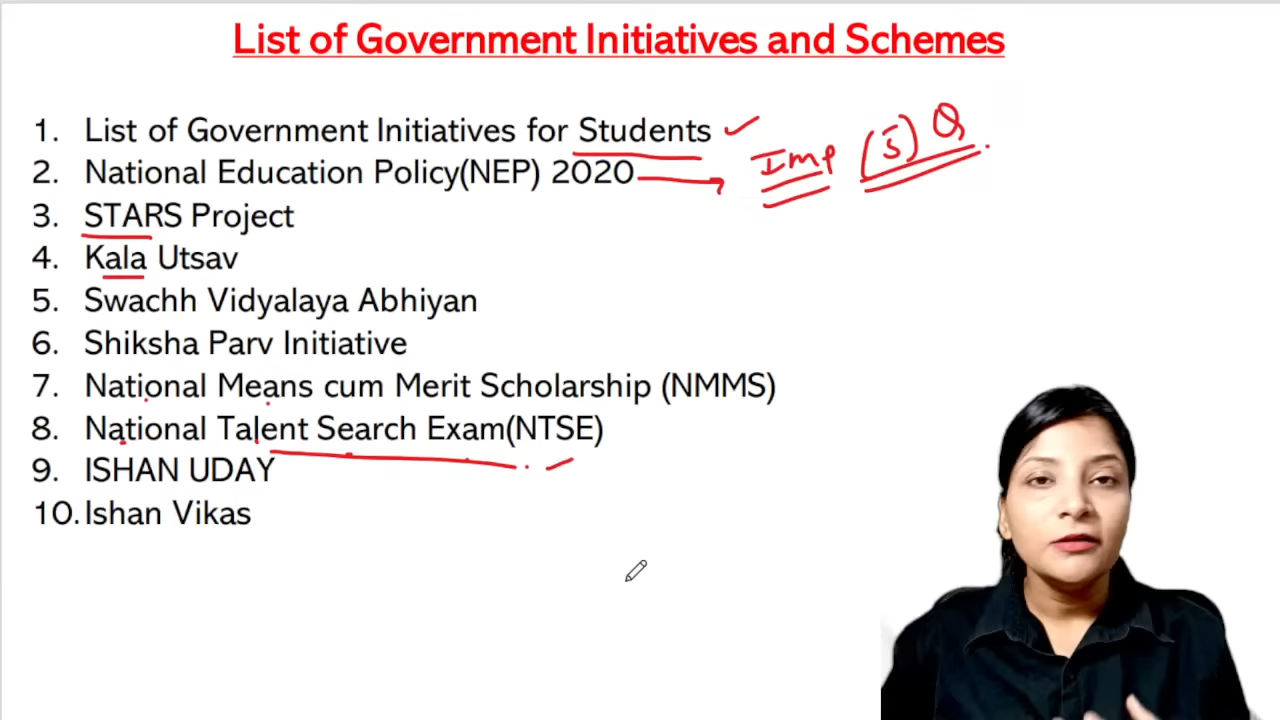 List of Government Initiatives and Schemes
1. List of Government Initiatives for Students
2. National Education Policy(NEP) 2020
Imp (5) Q
3. STARS Project
4. Kala Utsav
5. Swachh Vidyalaya Abhiyan
6. Shiksha Parv Initiative
7. National Means cum Merit Scholarship (NMMS)
8. National Talent Search Exam(NTSE)
9. ISHAN UDAY
10. Ishan Vikas